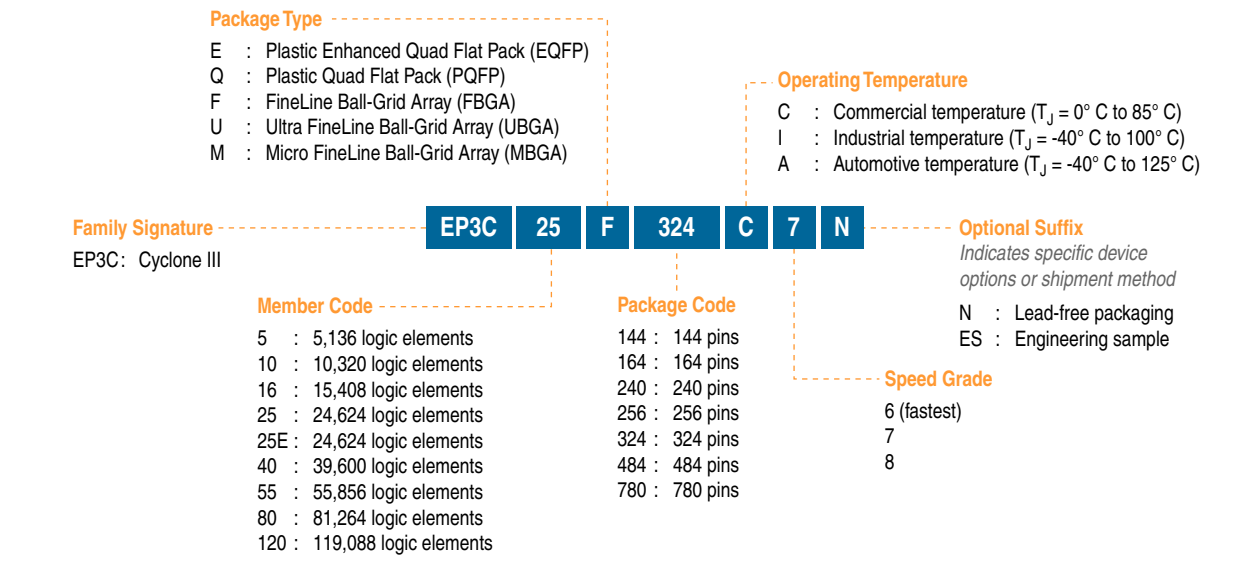 Package Type
E : Plastic Enhanced Quad Flat Pack (EQFP)
Q : Plastic Quad Flat Pack (PQFP)
F : FineLine Ball-Grid Array (FBGA)
U : Ultra FineLine Ball-Grid Array (UBGA)
M : Micro FineLine Ball-Grid Array (MBGA)
Operating Temperature
C : Commercial temperature (TJ = 0° C to 85° C)
I : Industrial temperature (TJ = -40° C to 100° C)
A : Automotive temperature (TJ = -40° C to 125° C)
Family Signature
EP3C : Cyclone III
EP3C 25 F 324 C 7 N
Optional Suffix
Indicates specific device
options or shipment method
N : Lead-free packaging
ES : Engineering sample
Member Code
5 : 5,136 logic elements
10 : 10,320 logic elements
16 : 15,408 logic elements
25 : 24,624 logic elements
25E : 24,624 logic elements
40 : 39,600 logic elements
55 : 55,856 logic elements
80 : 81,264 logic elements
120 : 119,088 logic elements
Package Code
144 : 144 pins
164 : 164 pins
240 : 240 pins
256 : 256 pins
324 : 324 pins
484 : 484 pins
780 : 780 pins
Speed Grade
6 (fastest)
7
8